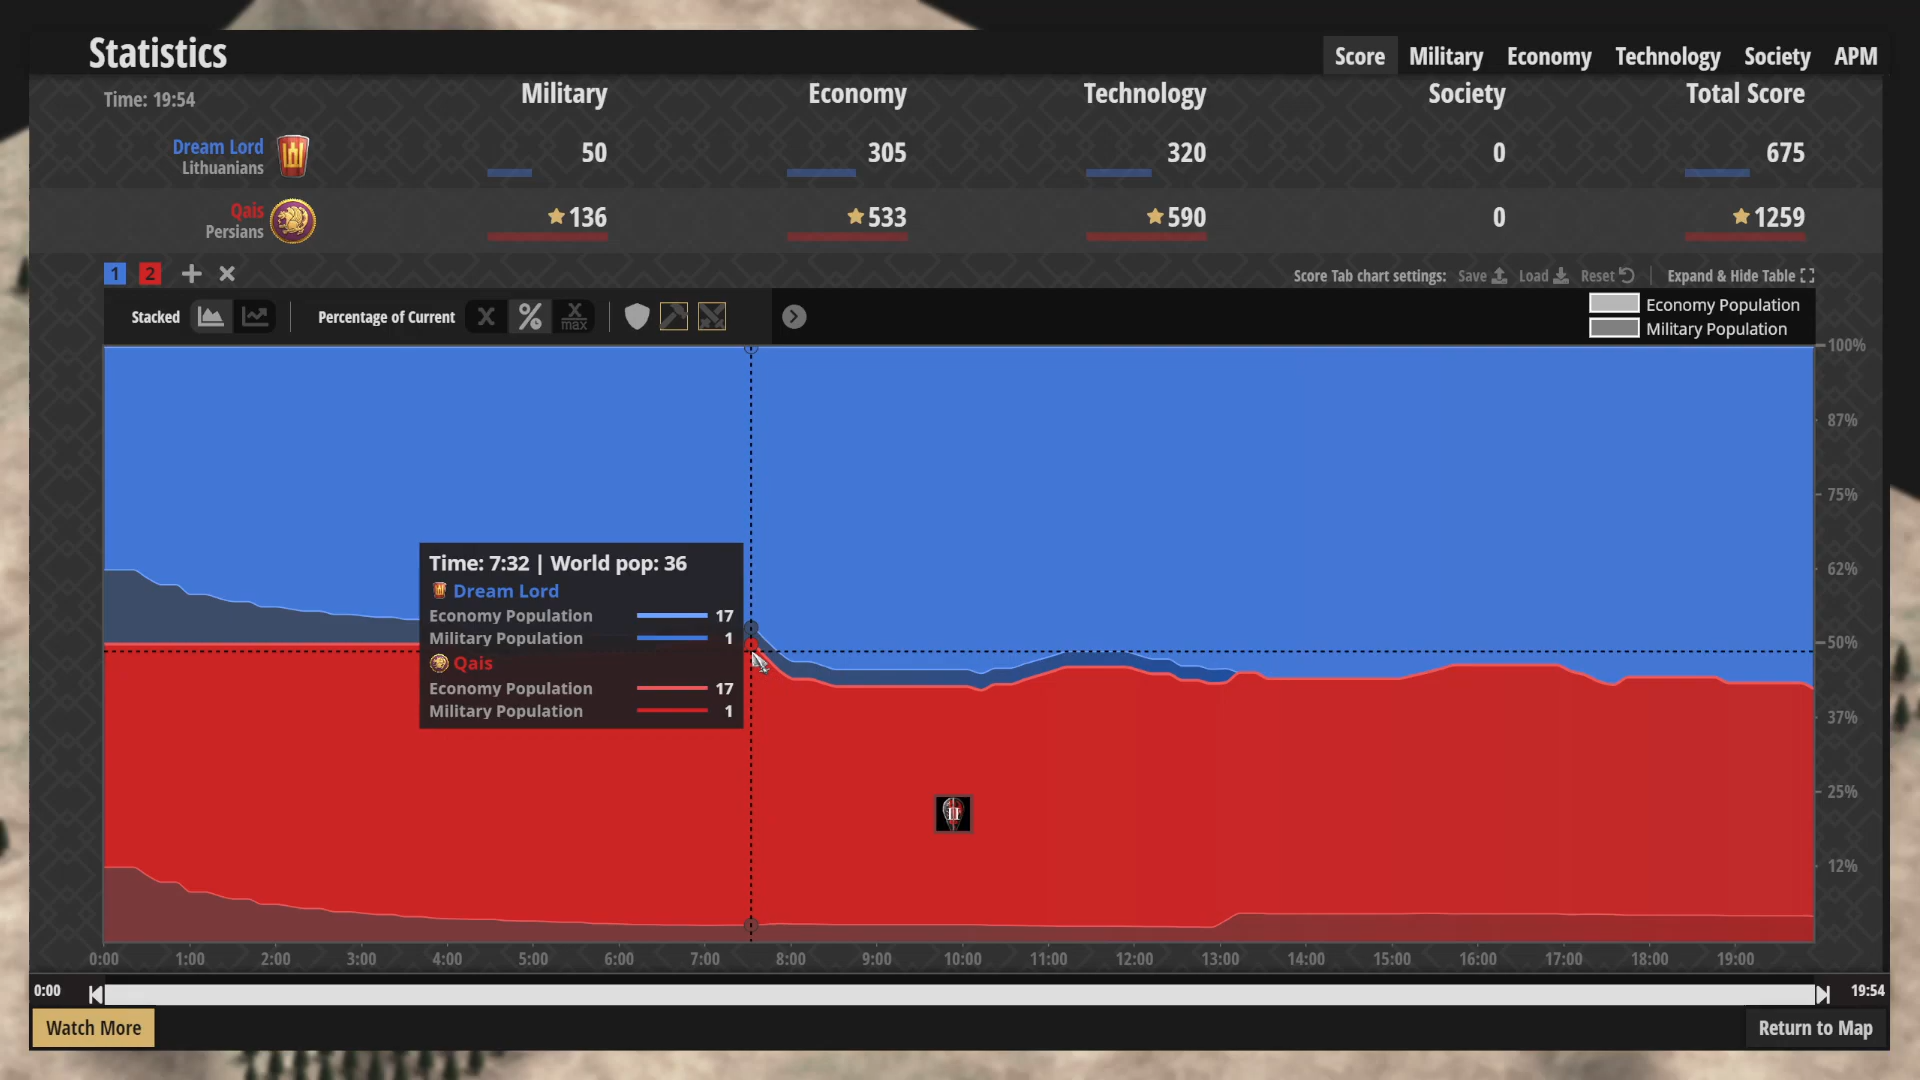 Statistics
Score Military Economy Technology Society APM
Time: 19:54 Military Economy Technology Society Total Score
Dream Lord
Lithuanians
50 305 320 0 675
Qais
Persians
136 533 590 0 1259
1 2
Score Tab chart settings: Save Load Reset Expand & Hide Table
Stacked Percentage of Current X % X max
Economy Population
Military Population
100%
87%
75%
62%
50%
37%
25%
12%
Time: 7:32 | World pop: 36
Dream Lord
Economy Population 17
Military Population 1
Qais
Economy Population 17
Military Population 1
II
0:00 1:00 2:00 3:00 4:00 5:00 6:00 7:00 8:00 9:00 10:00 11:00 12:00 13:00 14:00 15:00 16:00 17:00 18:00 19:00
0:00 19:54
Watch More Return to Map